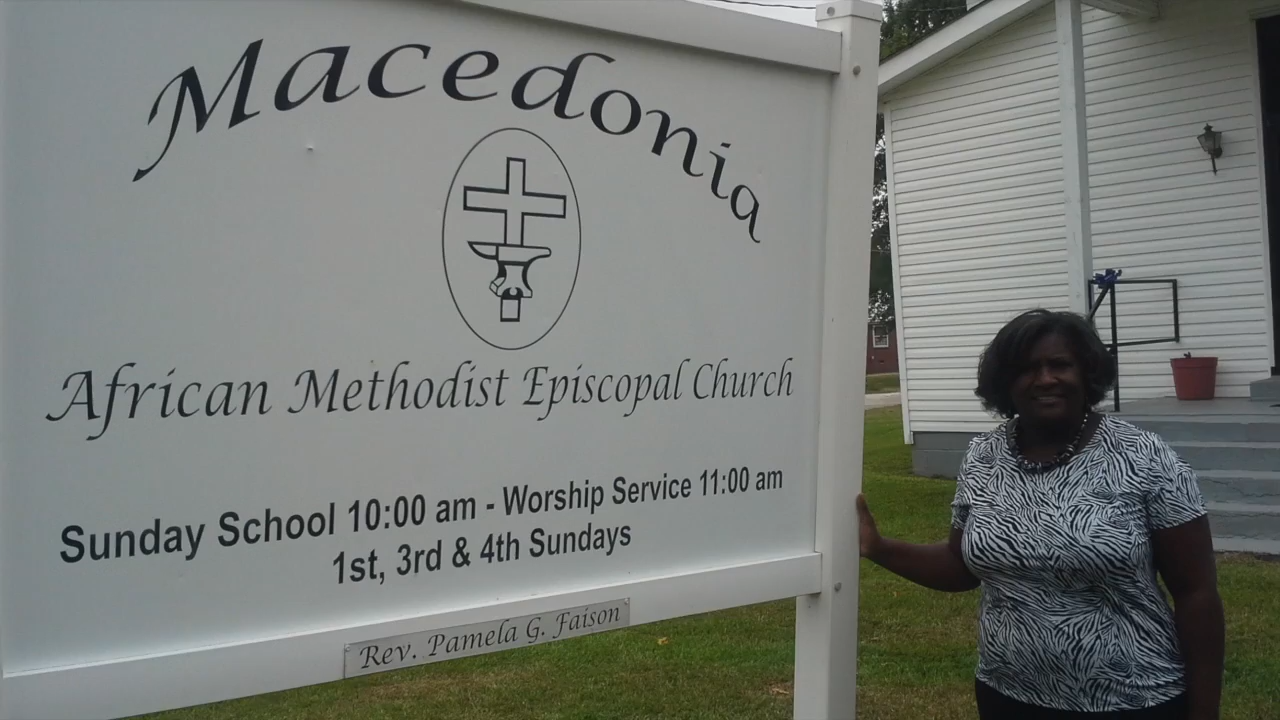 Macedonia
African Methodist Episcopal Church
Sunday School 10:00 am - Worship Service 11:00 am
1st, 3rd & 4th Sundays
Rev. Pamela G. Faison